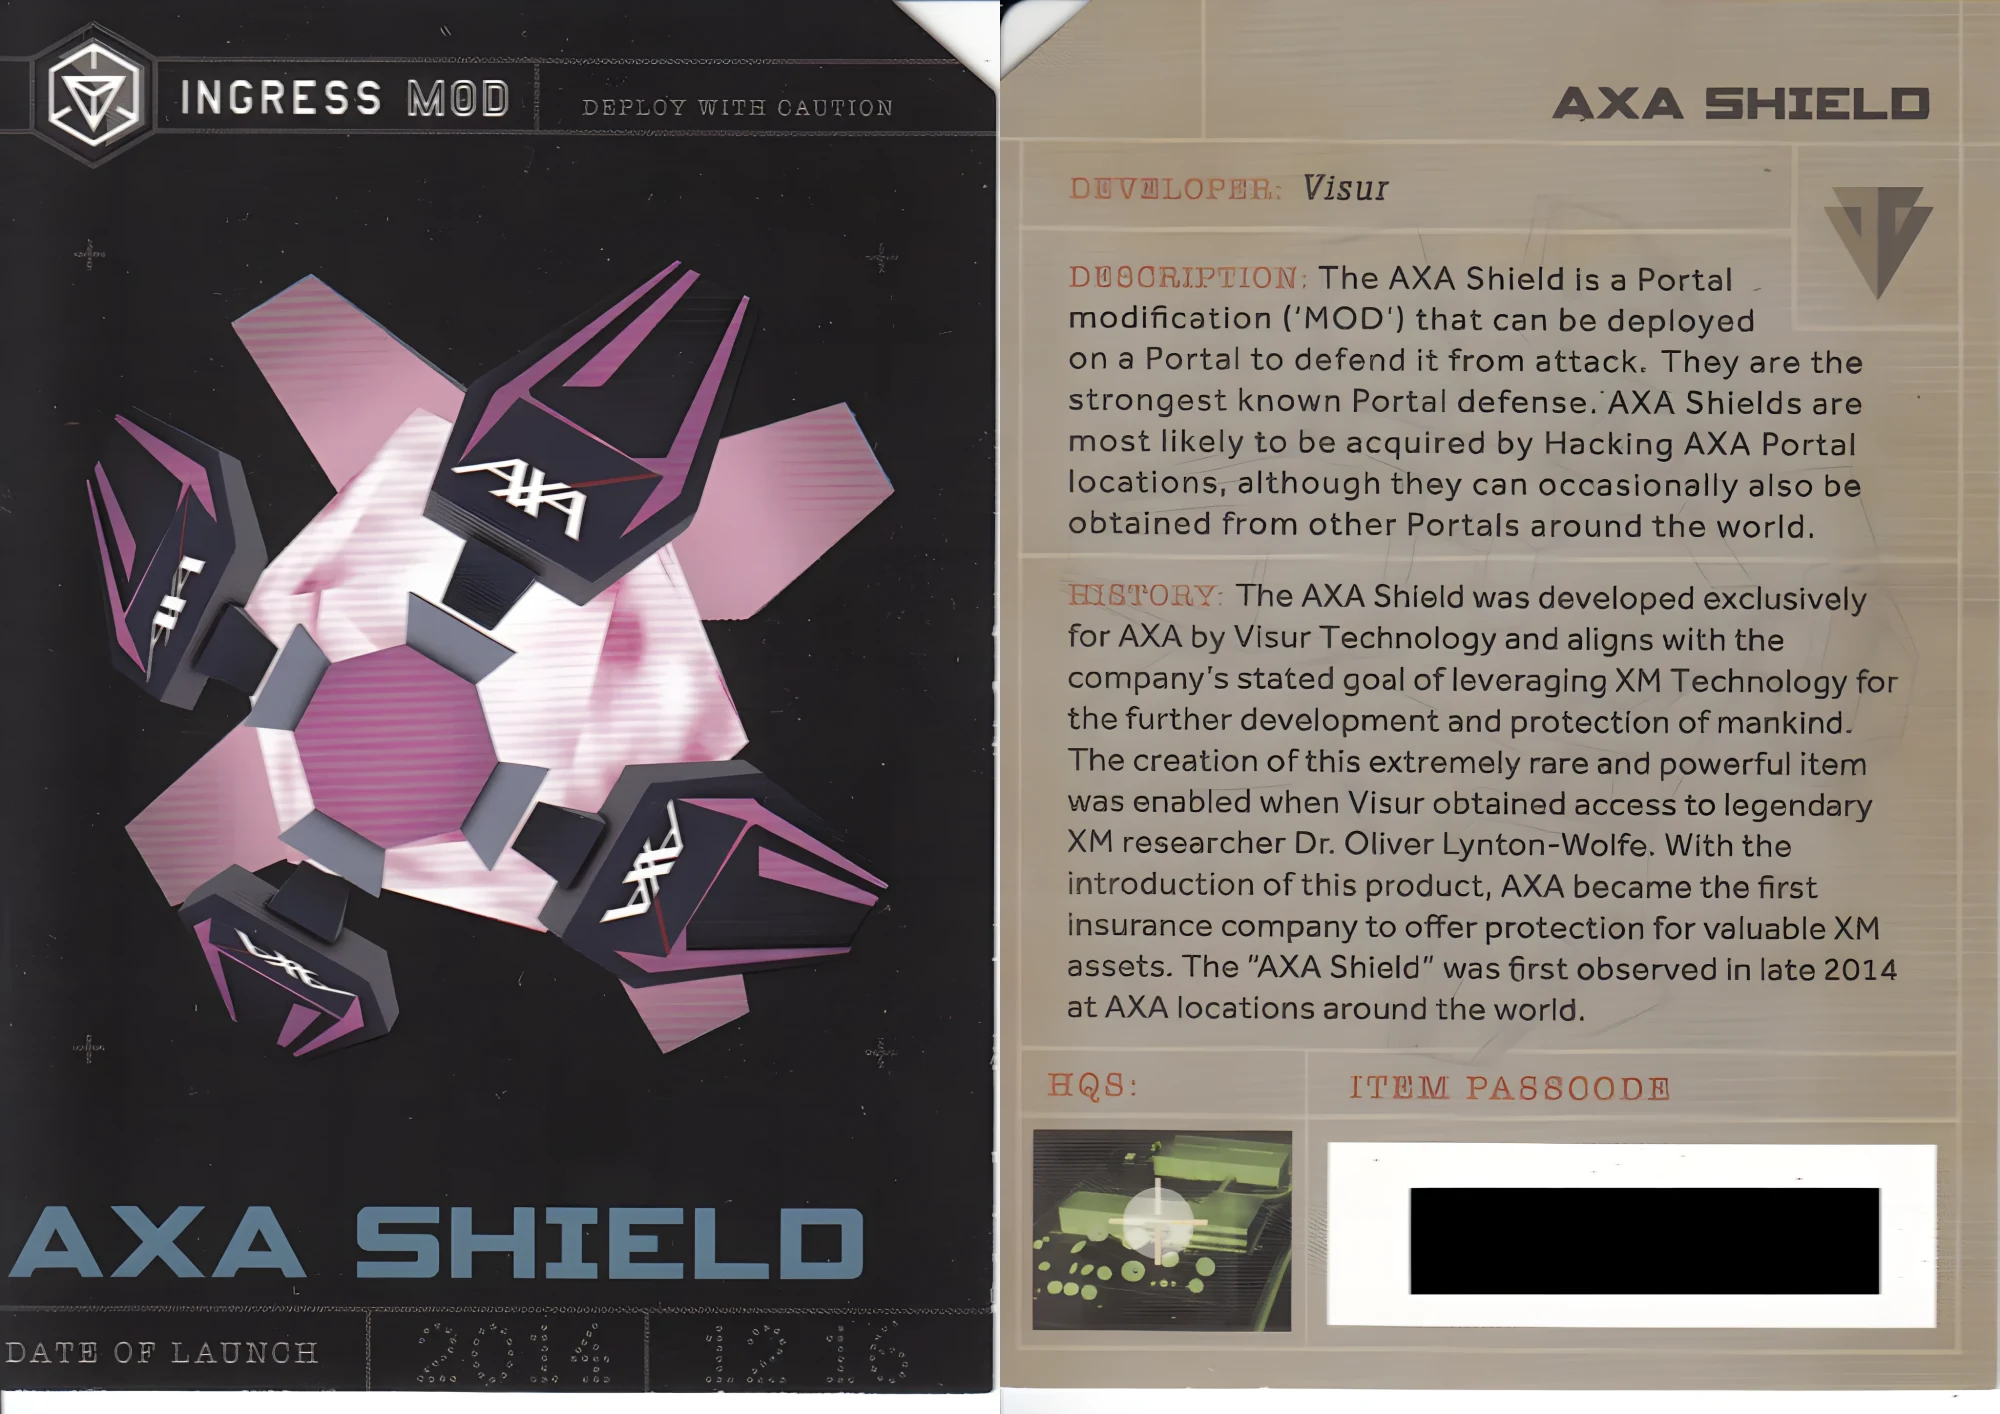 INGRESS MOD
DEPLOY WITH CAUTION
AXA
AXA
AXA
AXA
AXA SHIELD
DATE OF LAUNCH
2014
12 16
AXA SHIELD
DEVELOPER: Visur
DESCRIPTION: The AXA Shield is a Portal
modification ('MOD') that can be deployed
on a Portal to defend it from attack. They are the
strongest known Portal defense. AXA Shields are
most likely to be acquired by Hacking AXA Portal
locations, although they can occasionally also be
obtained from other Portals around the world.
HISTORY: The AXA Shield was developed exclusively
for AXA by Visur Technology and aligns with the
company's stated goal of leveraging XM Technology for
the further development and protection of mankind.
The creation of this extremely rare and powerful item
was enabled when Visur obtained access to legendary
XM researcher Dr. Oliver Lynton-Wolfe. With the
introduction of this product, AXA became the first
insurance company to offer protection for valuable XM
assets. The "AXA Shield" was first observed in late 2014
at AXA locations around the world.
HQS:
ITEM PASSCODE